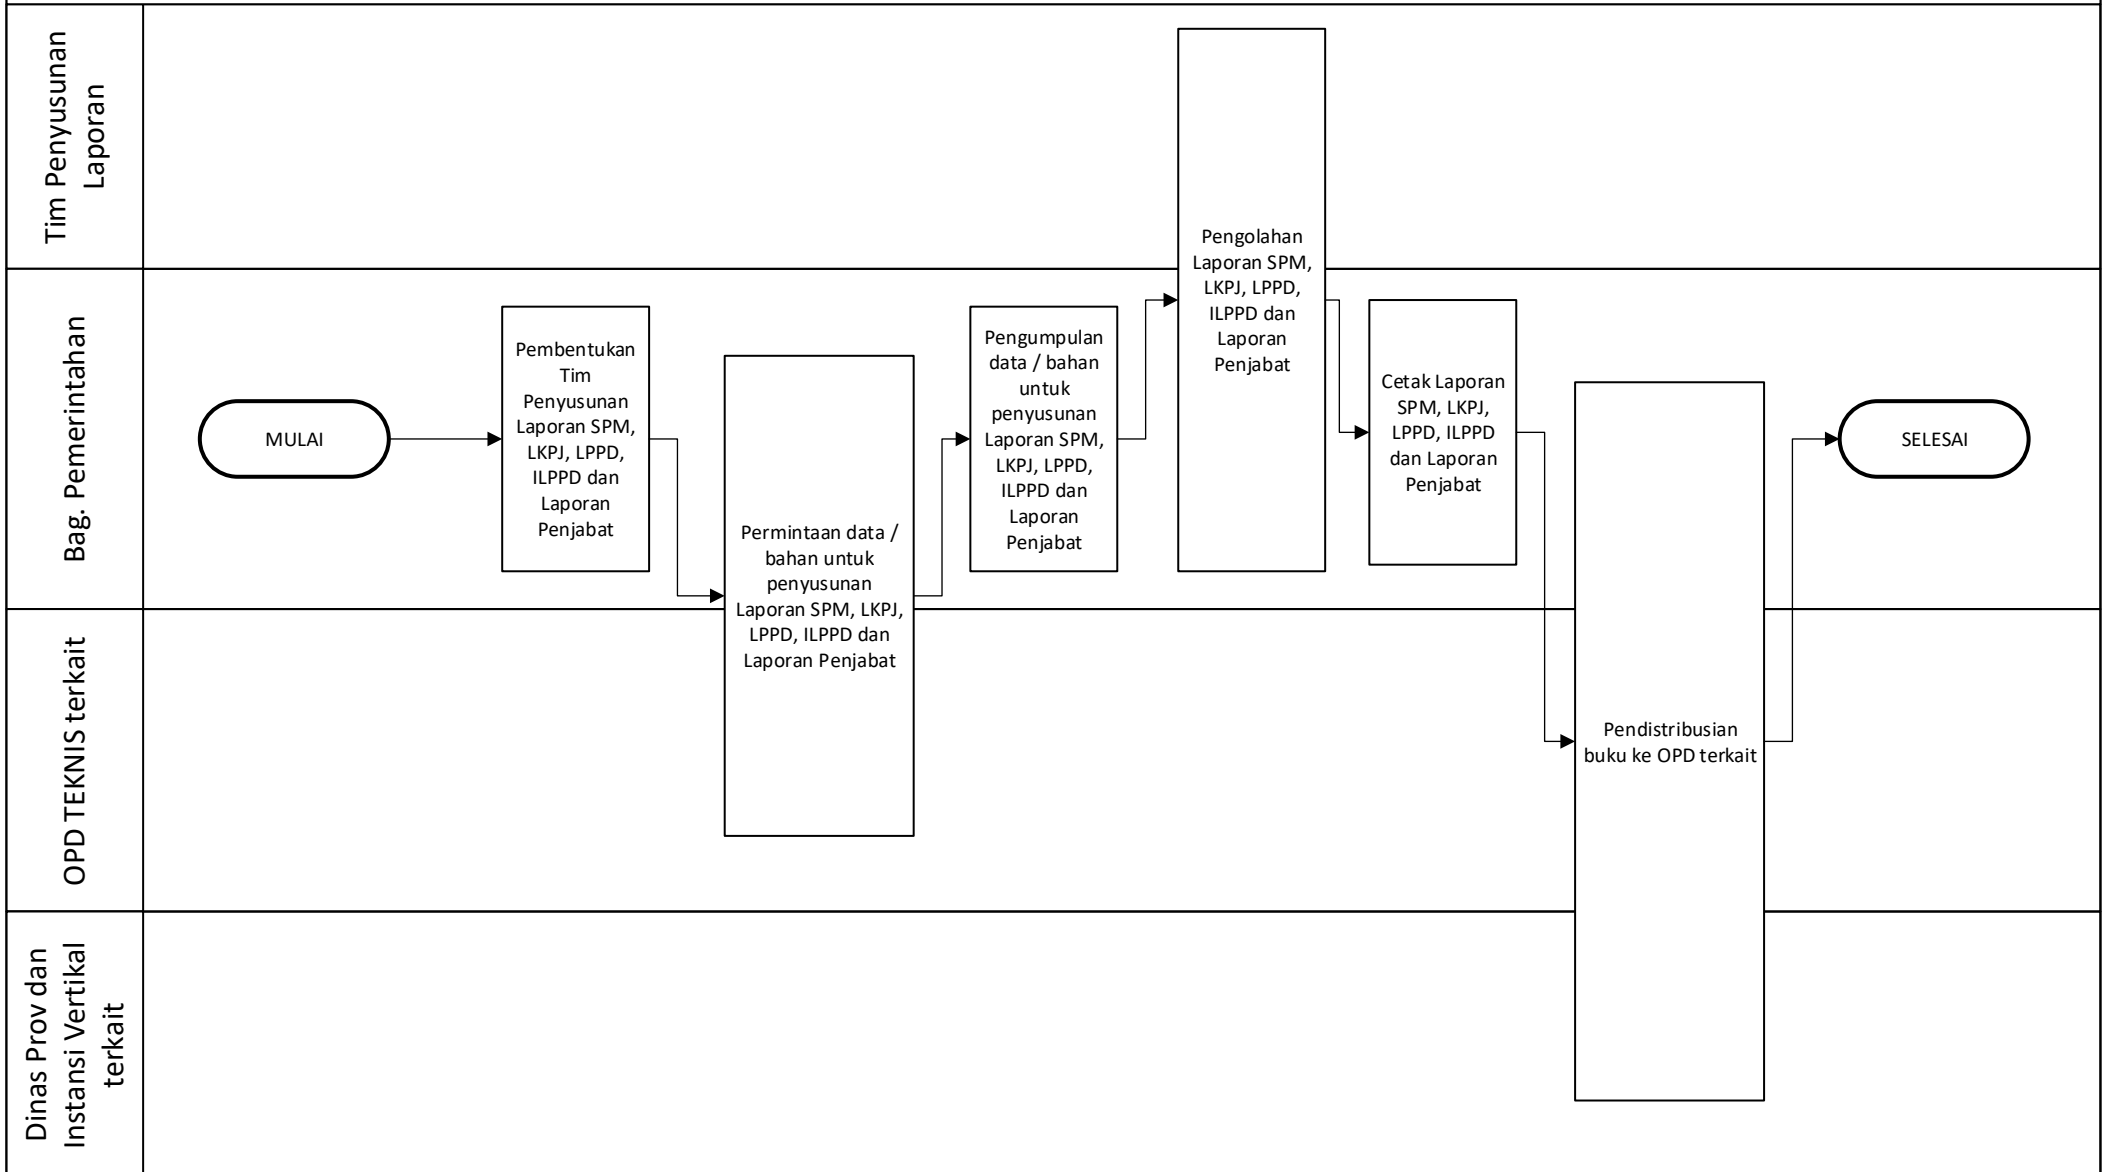 Tim Penyusunan
Laporan
Bag. Pemerintahan
OPD TEKNIS terkait
Dinas Prov dan
Instansi Vertikal
terkait
MULAI
Pembentukan
Tim
Penyusunan
Laporan SPM,
LKPJ, LPPD,
ILPPD dan
Laporan
Penjabat
Permintaan data /
bahan untuk
penyusunan
Laporan SPM, LKPJ,
LPPD, ILPPD dan
Laporan Penjabat
Pengumpulan
data / bahan
untuk
penyusunan
Laporan SPM,
LKPJ, LPPD,
ILPPD dan
Laporan
Penjabat
Pengolahan
Laporan SPM,
LKPJ, LPPD,
ILPPD dan
Laporan
Penjabat
Cetak Laporan
SPM, LKPJ,
LPPD, ILPPD
dan Laporan
Penjabat
Pendistribusian
buku ke OPD terkait
SELESAI